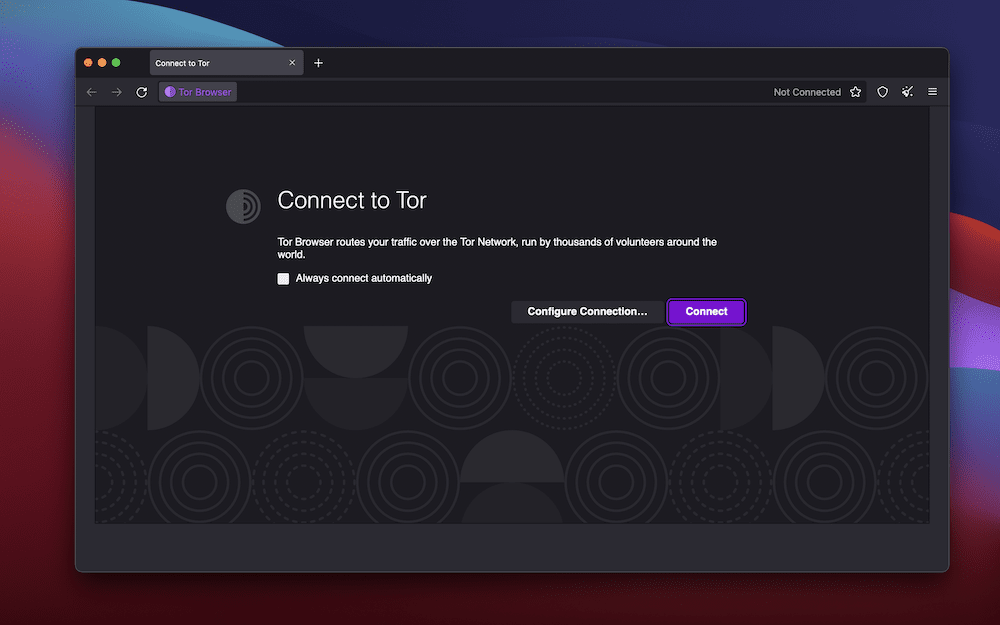 Connect to Tor
Tor Browser
Not Connected
Connect to Tor
Tor Browser routes your traffic over the Tor Network, run by thousands of volunteers around the
world.
Always connect automatically
Configure Connection...
Connect